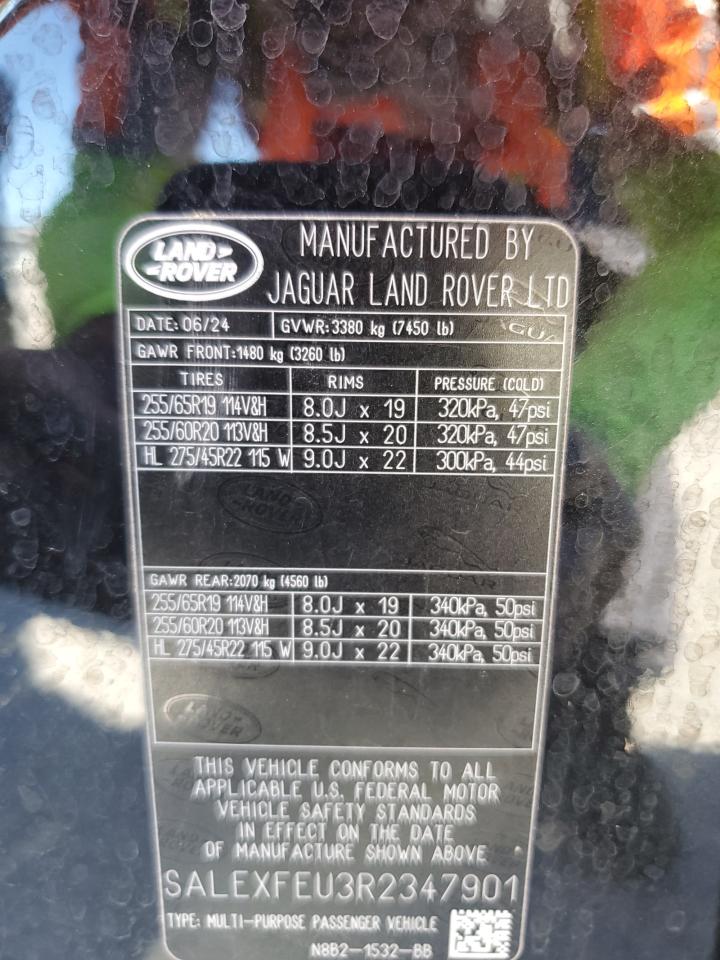 LAND ROVER
MANUFACTURED BY
JAGUAR LAND ROVER LTD
DATE: 06/24 GVWR:3380 kg (7450 lb)
GAWR FRONT:1480 kg (3260 lb)
TIRES RIMS PRESSURE (COLD)
255/65R19 114V&H 8.0J x 19 320kPa, 47psi
255/60R20 113V&H 8.5J x 20 320kPa, 47psi
HL 275/45R22 115 W 9.0J x 22 300kPa, 44psi
LAND ROVER
JAGUAR
GAWR REAR:2070 kg (4560 lb)
255/65R19 114V&H 8.0J x 19 340kPa, 50psi
255/60R20 113V&H 8.5J x 20 340kPa, 50psi
HL 275/45R22 115 W 9.0J x 22 340kPa, 50psi
LAND ROVER
THIS VEHICLE CONFORMS TO ALL
APPLICABLE U.S. FEDERAL MOTOR
VEHICLE SAFETY STANDARDS
IN EFFECT ON THE DATE
OF MANUFACTURE SHOWN ABOVE
SALEXFEU3R2347901
TYPE: MULTI-PURPOSE PASSENGER VEHICLE
N8B2-1532-BB